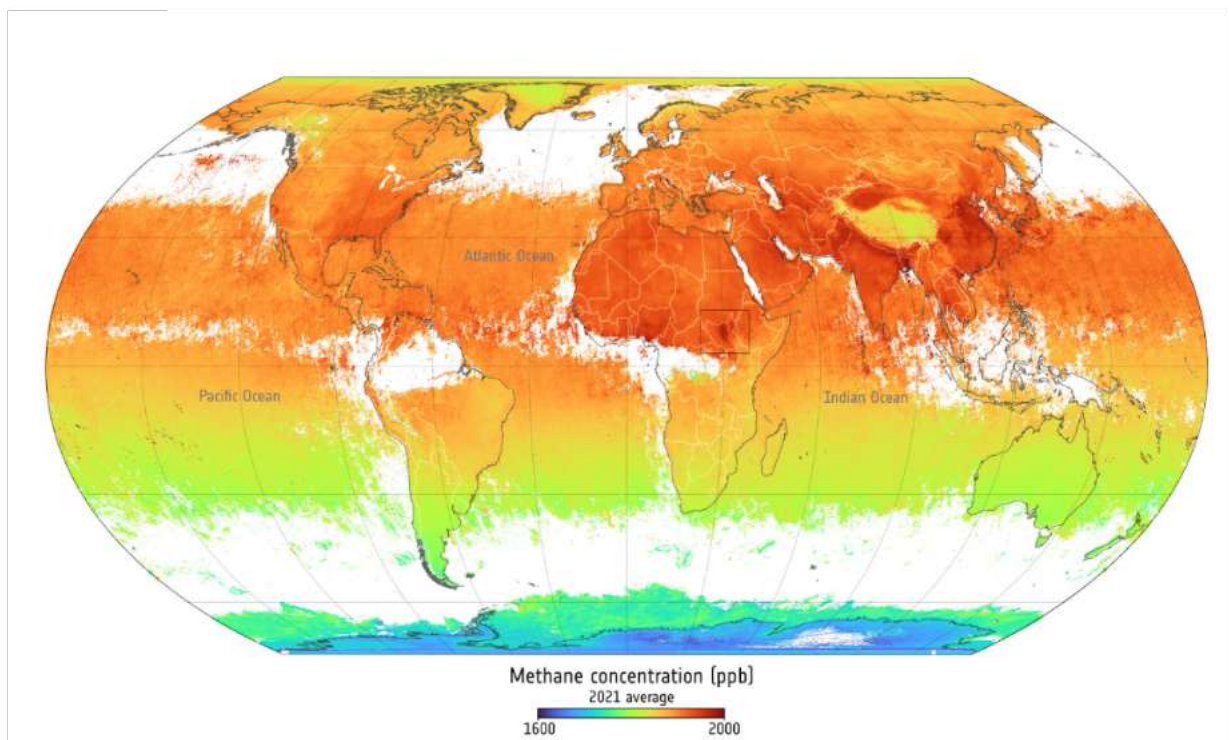 Atlantic Ocean
Pacific Ocean
Indian Ocean
Methane concentration (ppb)
2021 average
1600
2000